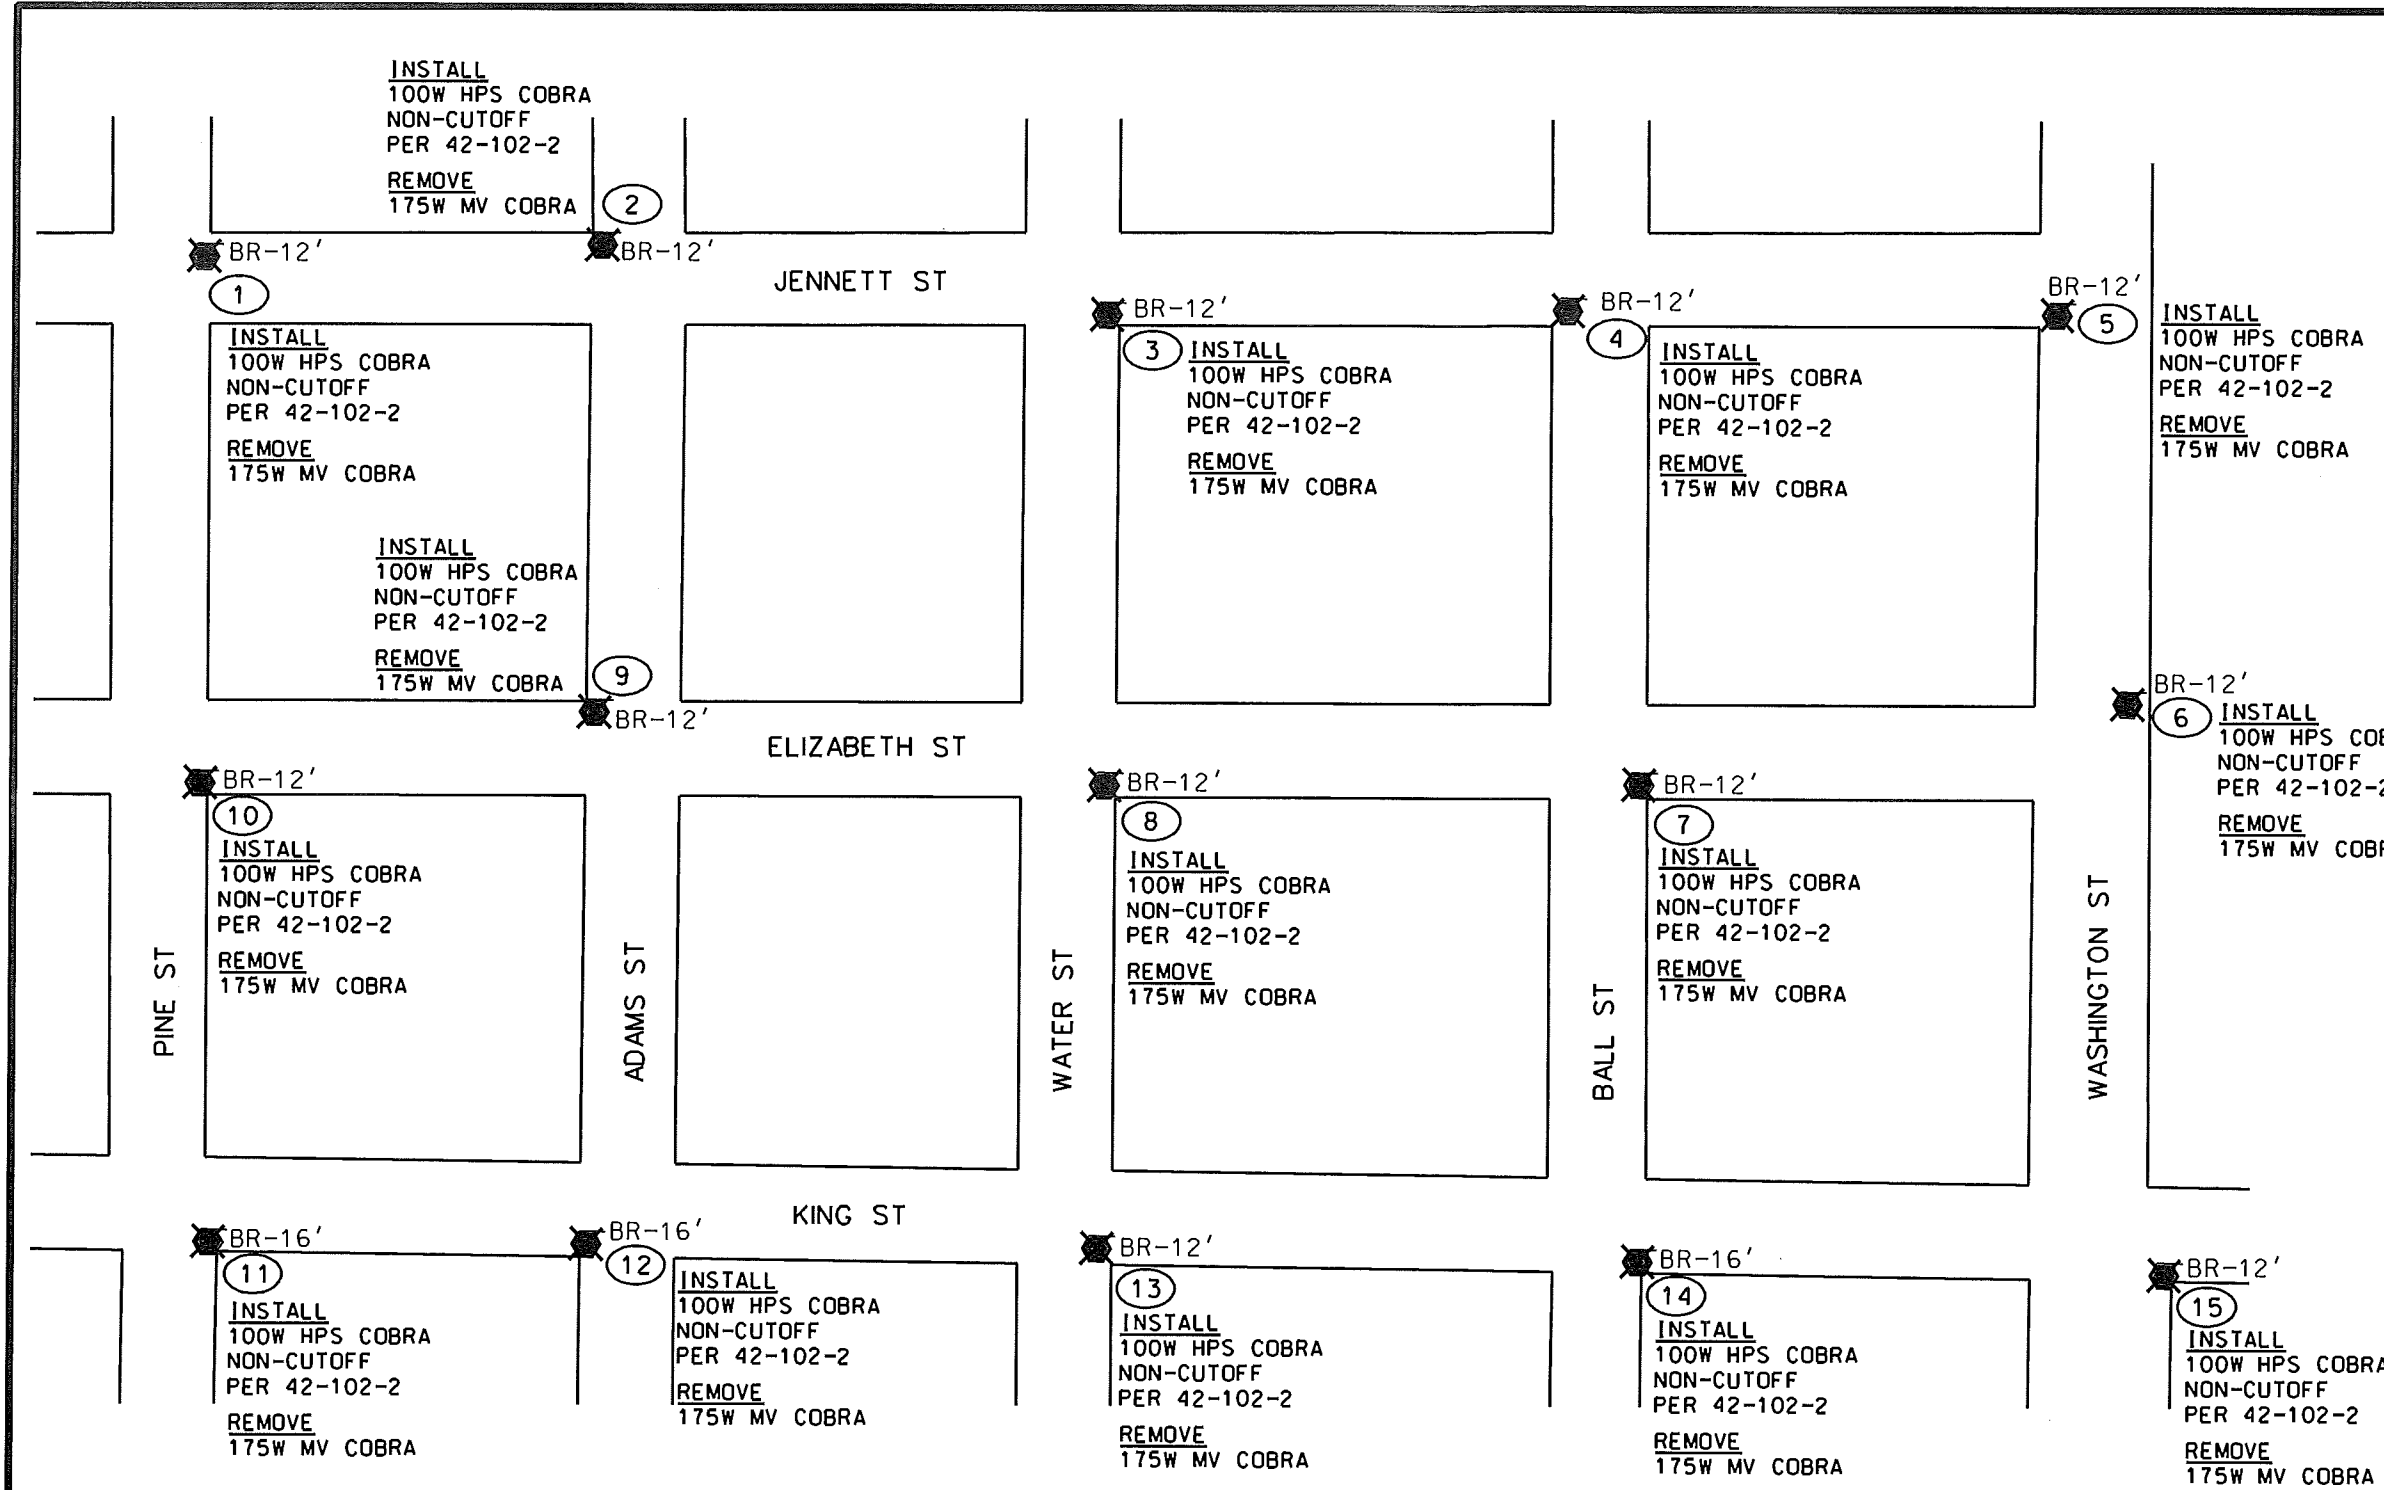 INSTALL
100W HPS COBRA
NON-CUTOFF
PER 42-102-2
REMOVE
175W MV COBRA
2
BR-12'
BR-12'
1
INSTALL
100W HPS COBRA
NON-CUTOFF
PER 42-102-2
REMOVE
175W MV COBRA
JENNETT ST
BR-12'
3
INSTALL
100W HPS COBRA
NON-CUTOFF
PER 42-102-2
REMOVE
175W MV COBRA
BR-12'
4
INSTALL
100W HPS COBRA
NON-CUTOFF
PER 42-102-2
REMOVE
175W MV COBRA
BR-12'
5
INSTALL
100W HPS COBRA
NON-CUTOFF
PER 42-102-2
REMOVE
175W MV COBRA
INSTALL
100W HPS COBRA
NON-CUTOFF
PER 42-102-2
REMOVE
175W MV COBRA
9
BR-12'
ELIZABETH ST
BR-12'
6
INSTALL
100W HPS
NON-CUTOFF
PER 42-102-2
REMOVE
175W MV
BR-12'
10
INSTALL
100W HPS COBRA
NON-CUTOFF
PER 42-102-2
REMOVE
175W MV COBRA
BR-12'
8
INSTALL
100W HPS COBRA
NON-CUTOFF
PER 42-102-2
REMOVE
175W MV COBRA
BR-12'
7
INSTALL
100W HPS COBRA
NON-CUTOFF
PER 42-102-2
REMOVE
175W MV COBRA
PINE ST
ADAMS ST
WATER ST
BALL ST
WASHINGTON ST
KING ST
BR-16'
11
INSTALL
100W HPS COBRA
NON-CUTOFF
PER 42-102-2
REMOVE
175W MV COBRA
BR-16'
12
INSTALL
100W HPS COBRA
NON-CUTOFF
PER 42-102-2
REMOVE
175W MV COBRA
BR-12'
13
INSTALL
100W HPS COBRA
NON-CUTOFF
PER 42-102-2
REMOVE
175W MV COBRA
BR-16'
14
INSTALL
100W HPS COBRA
NON-CUTOFF
PER 42-102-2
REMOVE
175W MV COBRA
BR-12'
15
INSTALL
100W HPS COBRA
NON-CUTOFF
PER 42-102-2
REMOVE
175W MV COBRA